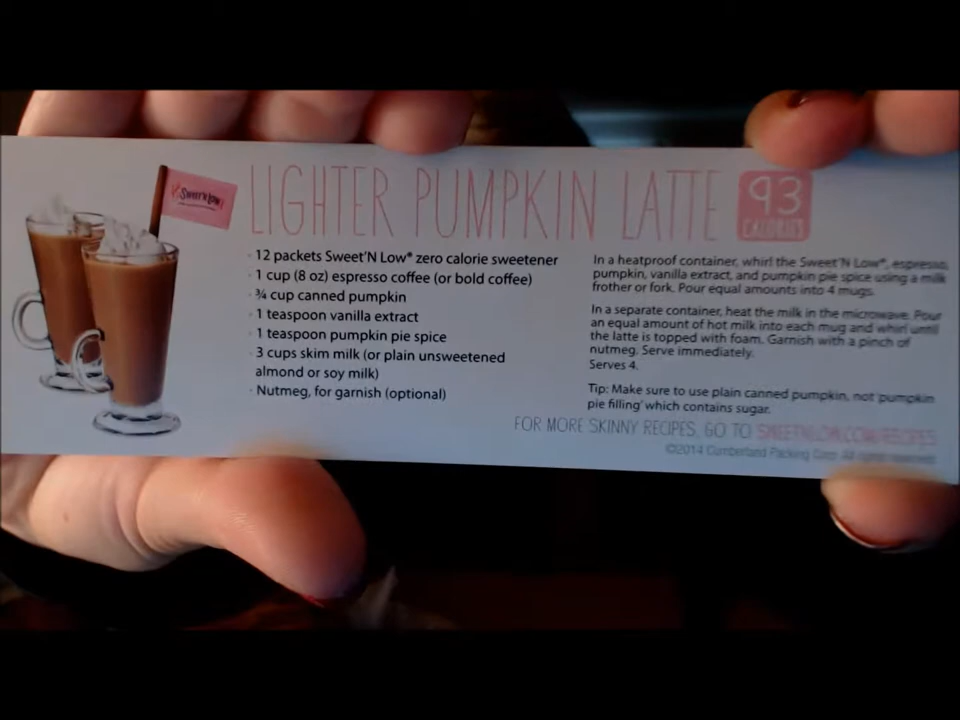 Sweet'N Low
LIGHTER PUMPKIN LATTE
93
CALORIES
· 12 packets Sweet'N Low® zero calorie sweetener
· 1 cup (8 oz) espresso coffee (or bold coffee)
· ¾ cup canned pumpkin
· 1 teaspoon vanilla extract
· 1 teaspoon pumpkin pie spice
· 3 cups skim milk (or plain unsweetened
almond or soy milk)
· Nutmeg, for garnish (optional)
In a heatproof container, whirl the Sweet'N Low®, espresso,
pumpkin, vanilla extract, and pumpkin pie spice using a milk
frother or fork. Pour equal amounts into 4 mugs.
In a separate container, heat the milk in the microwave. Pour
an equal amount of hot milk into each mug and whirl until
the latte is topped with foam. Garnish with a pinch of
nutmeg. Serve immediately.
Serves 4.
Tip: Make sure to use plain canned pumpkin, not 'pumpkin
pie filling' which contains sugar.
FOR MORE SKINNY RECIPES, GO TO SWEETNLOW.COM/RECIPES
©2014 Cumberland Packing Corp. All rights reserved.